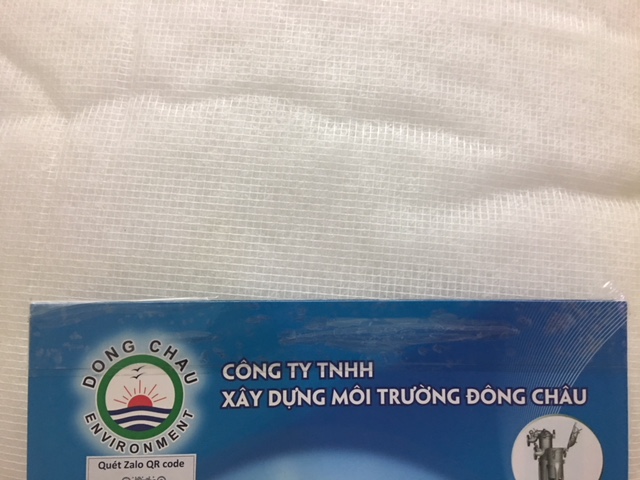 DONG CHAU
ENVIRONMENT
CÔNG TY TNHH
XÂY DỰNG MÔI TRƯỜNG ĐÔNG CHÂU
Quét Zalo QR code